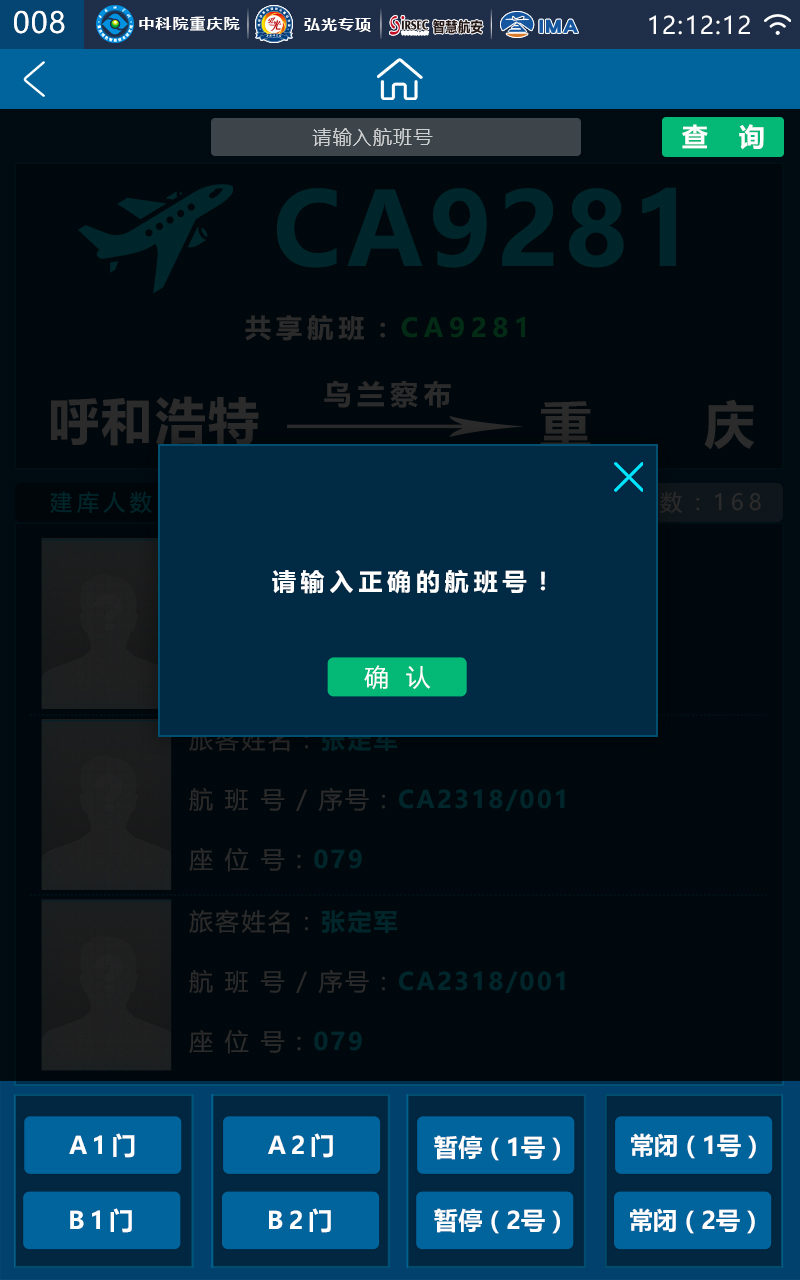 008 中科院重庆院 弘光专项 SiRSEC 智慧航安 IMA 12:12:12
请输入航班号 查 询
CA9281
共享航班：CA9281
乌兰察布
呼和浩特 重 庆
建库人数 数：168
请输入正确的航班号！
确 认
旅客姓名：张定军
航 班 号 / 序号：CA2318/001
座 位 号：079
旅客姓名：张定军
航 班 号 / 序号：CA2318/001
座 位 号：079
A1门 A2门 暂停（1号） 常闭（1号）
B1门 B2门 暂停（2号） 常闭（2号）